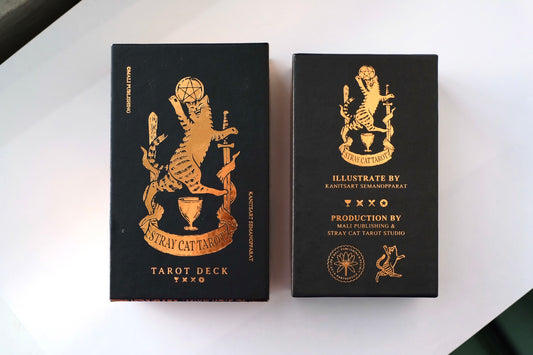 ©MALI PUBLISHING
STRAY CAT TAROT
KANITSART SEMANOPPARAT
TAROT DECK
STRAY CAT TAROT
ILLUSTRATE BY
KANITSART SEMANOPPARAT
PRODUCTION BY
MALI PUBLISHING &
STRAY CAT TAROT STUDIO